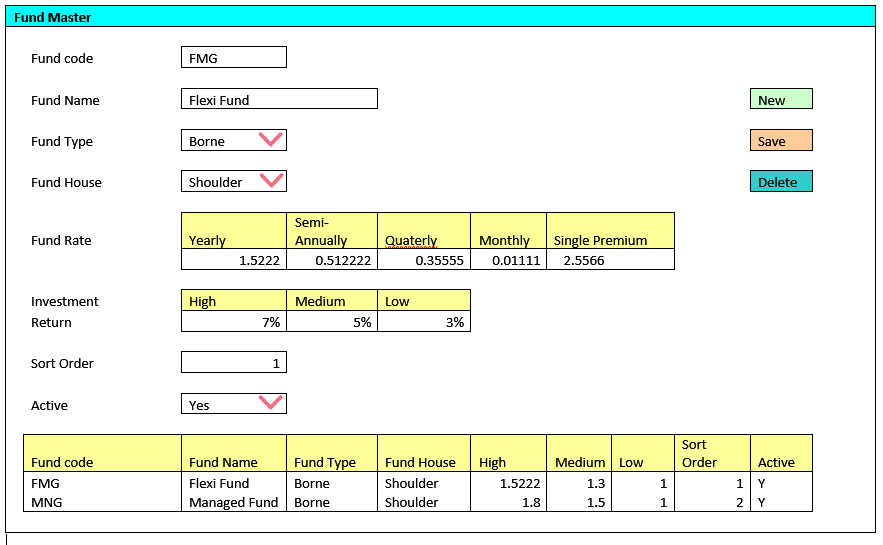 Fund Master
Fund code FMG
Fund Name Flexi Fund New
Fund Type Borne Save
Fund House Shoulder Delete
Semi-
Fund Rate Yearly Annually Quaterly Monthly Single Premium
1.5222 0.512222 0.35555 0.01111 2.5566
Investment High Medium Low
Return 7% 5% 3%
Sort Order 1
Active Yes
Sort
Fund code Fund Name Fund Type Fund House High Medium Low Order Active
FMG Flexi Fund Borne Shoulder 1.5222 1.3 1 1 Y
MNG Managed Fund Borne Shoulder 1.8 1.5 1 2 Y